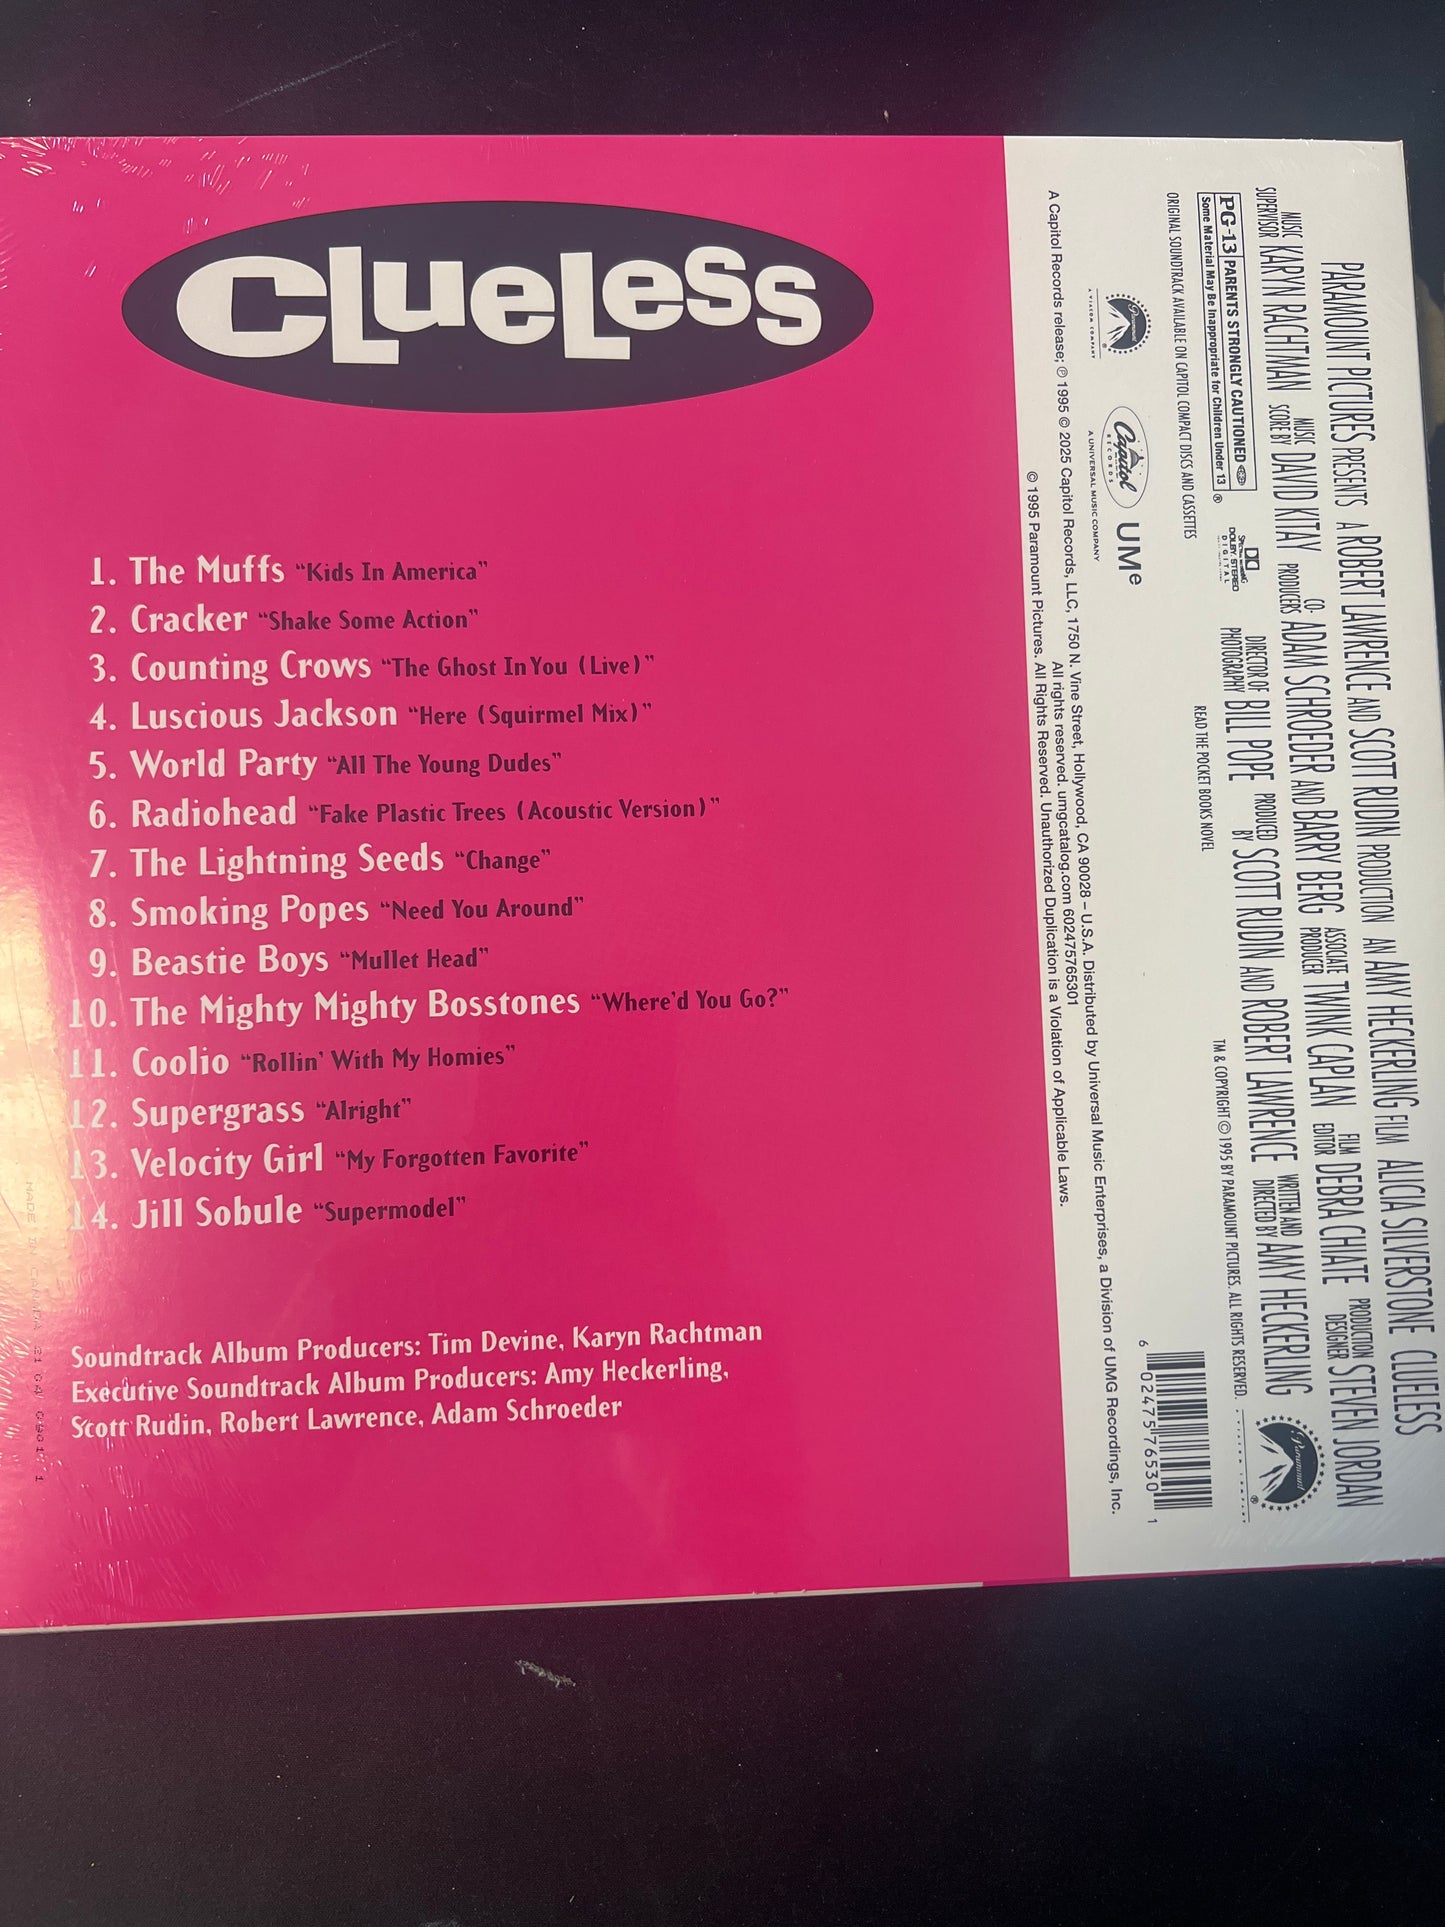 CLUELESS
1. The Muffs “Kids In America”
2. Cracker “Shake Some Action”
3. Counting Crows “The Ghost In You (Live)”
4. Luscious Jackson “Here (Squirmel Mix)”
5. World Party “All The Young Dudes”
6. Radiohead “Fake Plastic Trees (Acoustic Version)”
7. The Lightning Seeds “Change”
8. Smoking Popes “Need You Around”
9. Beastie Boys “Mullet Head”
10. The Mighty Mighty Bosstones “Where’d You Go?”
11. Coolio “Rollin’ With My Homies”
12. Supergrass “Alright”
13. Velocity Girl “My Forgotten Favorite”
14. Jill Sobule “Supermodel”
Soundtrack Album Producers: Tim Devine, Karyn Rachtman
Executive Soundtrack Album Producers: Amy Heckerling,
Scott Rudin, Robert Lawrence, Adam Schroeder
MADE IN CANADA
PARAMOUNT PICTURES PRESENTS A ROBERT LAWRENCE AND SCOTT RUDIN PRODUCTION AN AMY HECKERLING FILM ALICIA SILVERSTONE CLUELESS
MUSIC SUPERVISOR KARYN RACHTMAN MUSIC SCORE BY DAVID KITAY CO-PRODUCERS ADAM SCHROEDER AND BARRY BERG ASSOCIATE PRODUCER TWINK CAPLAN FILM EDITOR DEBRA CHIATE PRODUCTION DESIGNER STEVEN JORDAN
DIRECTOR OF PHOTOGRAPHY BILL POPE PRODUCED BY SCOTT RUDIN AND ROBERT LAWRENCE WRITTEN AND DIRECTED BY AMY HECKERLING
PG-13 PARENTS STRONGLY CAUTIONED
Some Material May Be Inappropriate for Children Under 13 ®
DOLBY STEREO
DIGITAL
READ THE POCKET BOOKS NOVEL
TM & COPYRIGHT © 1995 BY PARAMOUNT PICTURES. ALL RIGHTS RESERVED.
Paramount
ORIGINAL SOUNDTRACK AVAILABLE ON CAPITOL COMPACT DISCS AND CASSETTES
Paramount
A VIACOM COMPANY
Capitol
RECORDS
UMe
A UNIVERSAL MUSIC COMPANY
A Capitol Records release; ℗ 1995 © 2025 Capitol Records, LLC, 1750 N. Vine Street, Hollywood, CA 90028 – U.S.A. Distributed by Universal Music Enterprises, a Division of UMG Recordings, Inc.
All rights reserved. umgcatalog.com 602475765301
© 1995 Paramount Pictures. All Rights Reserved. Unauthorized Duplication is a Violation of Applicable Laws.
6 02475 76530 1